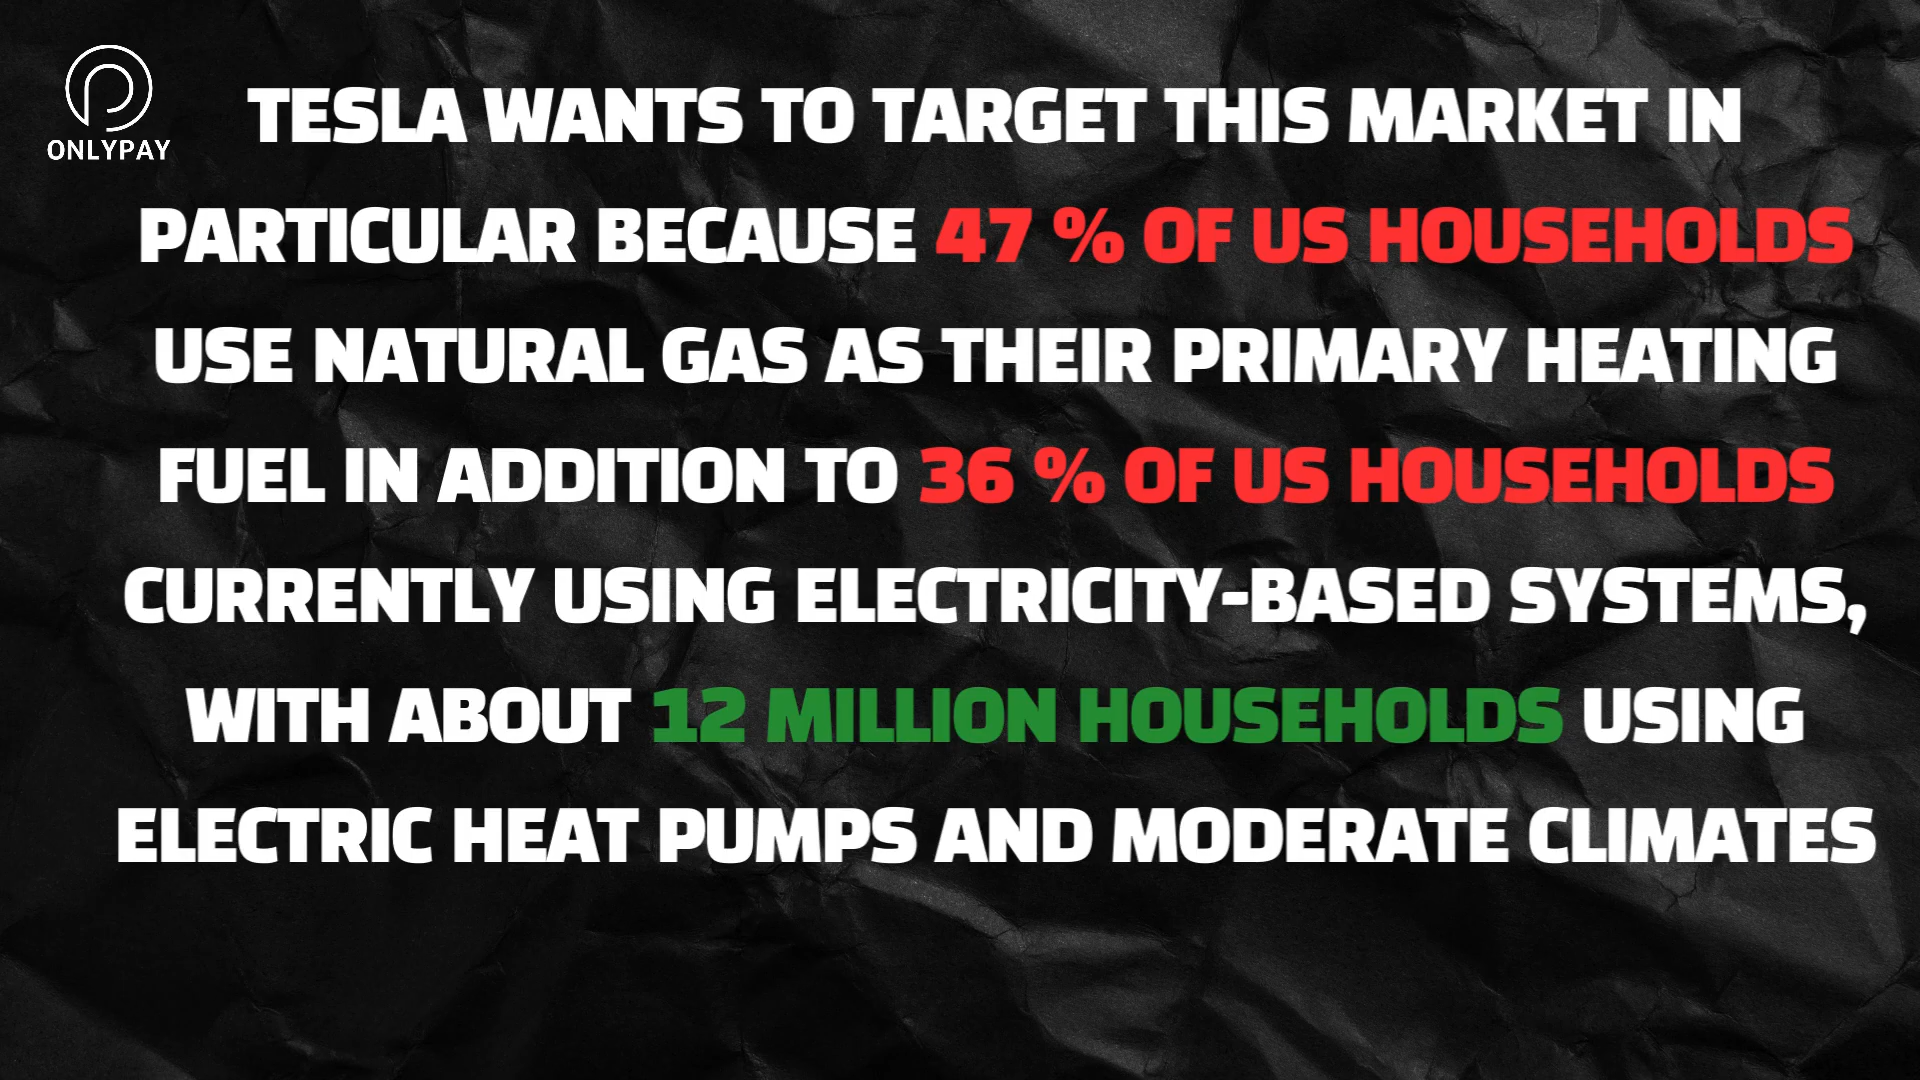 ONLYPAY
TESLA WANTS TO TARGET THIS MARKET IN
PARTICULAR BECAUSE 47 % OF US HOUSEHOLDS
USE NATURAL GAS AS THEIR PRIMARY HEATING
FUEL IN ADDITION TO 36 % OF US HOUSEHOLDS
CURRENTLY USING ELECTRICITY-BASED SYSTEMS,
WITH ABOUT 12 MILLION HOUSEHOLDS USING
ELECTRIC HEAT PUMPS AND MODERATE CLIMATES